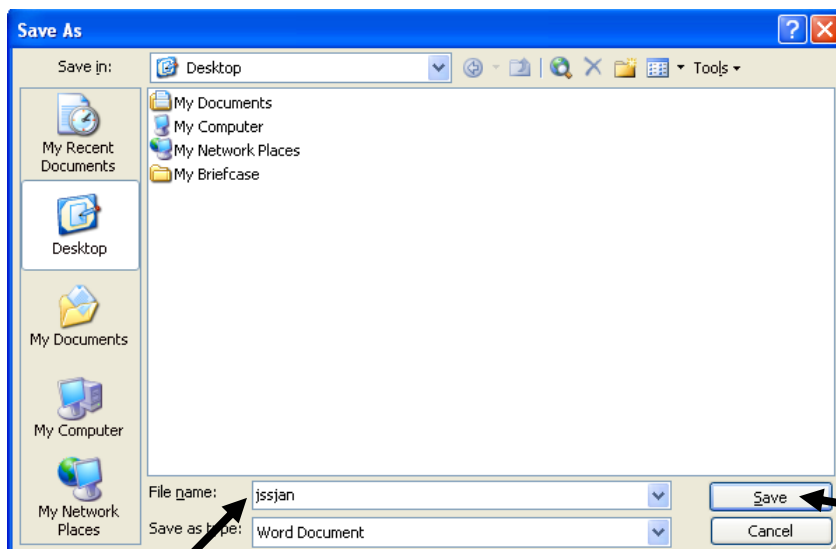 Save As
Save in:
Desktop
Tools
My Recent
Documents
Desktop
My Documents
My Computer
My Network
Places
My Documents
My Computer
My Network Places
My Briefcase
File name:
jssjan
Save
Save as type:
Word Document
Cancel